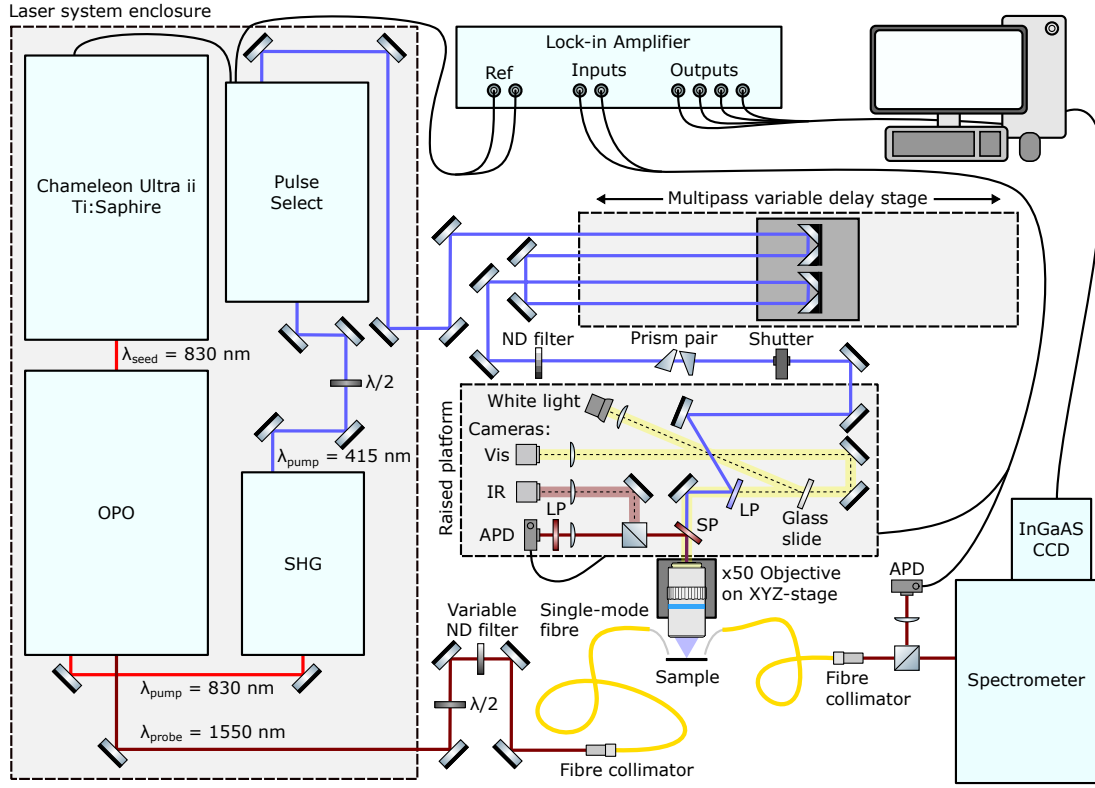 Laser system enclosure
Lock-in Amplifier
Ref
Inputs
Outputs
Chameleon Ultra ii
Ti:Saphire
Pulse
Select
Multipass variable delay stage
λseed = 830 nm
λ/2
ND filter
Prism pair
Shutter
λpump = 415 nm
OPO
SHG
Raised platform
White light
Cameras:
Vis
IR
LP
APD
SP
LP
Glass
slide
InGaAS
CCD
APD
x50 Objective
on XYZ-stage
Variable
ND filter
Single-mode
fibre
Sample
Fibre
collimator
Spectrometer
λpump = 830 nm
λ/2
λprobe = 1550 nm
Fibre collimator